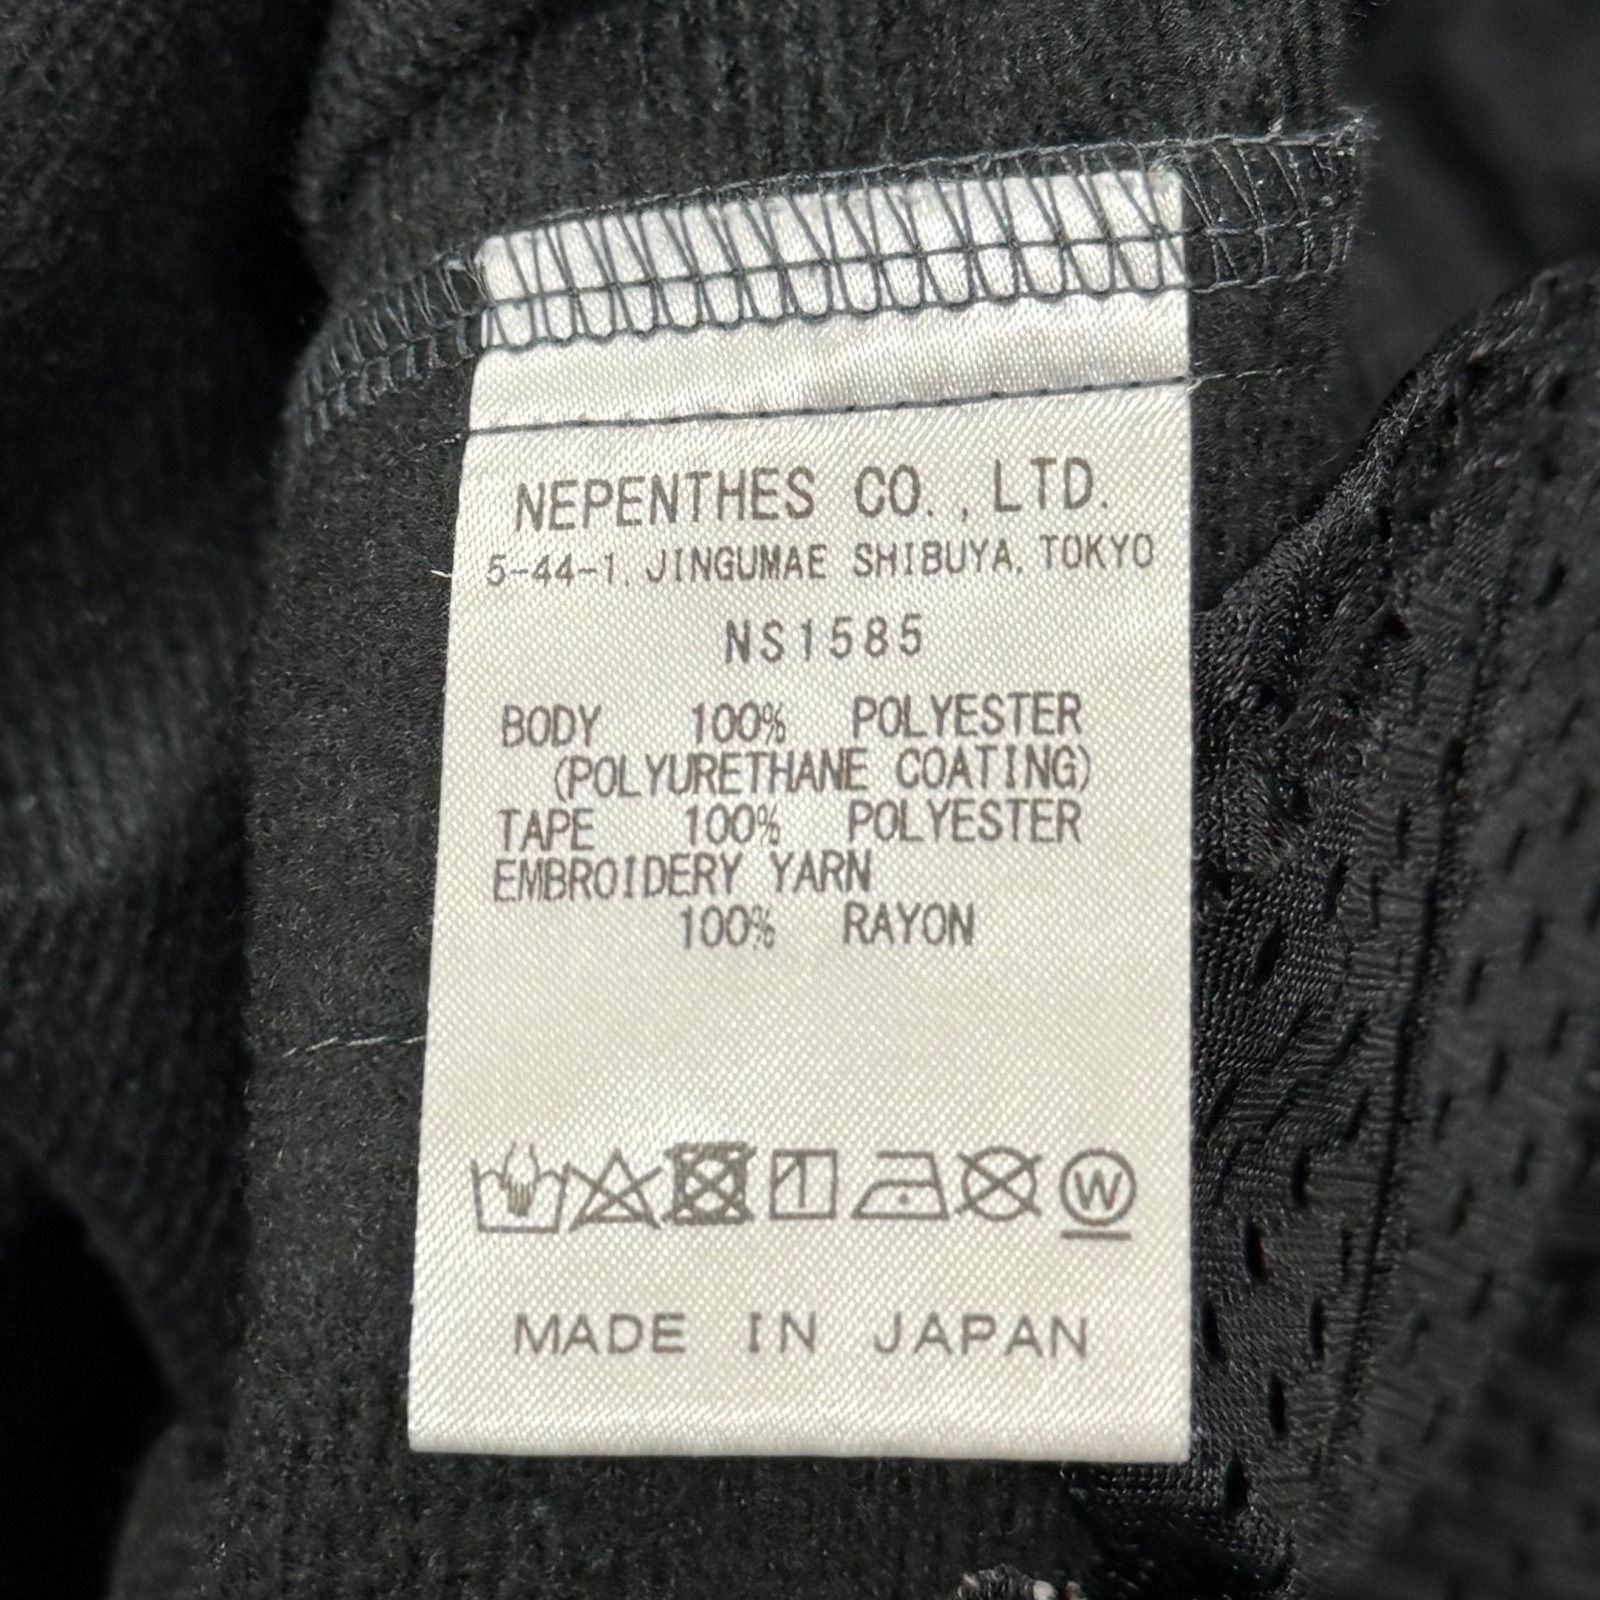 NEPENTHES CO., LTD.
5-44-1, JINGUMAE SHIBUYA, TOKYO
NS1585
BODY 100% POLYESTER
(POLYURETHANE COATING)
TAPE 100% POLYESTER
EMBROIDERY YARN
100% RAYON
W
MADE IN JAPAN